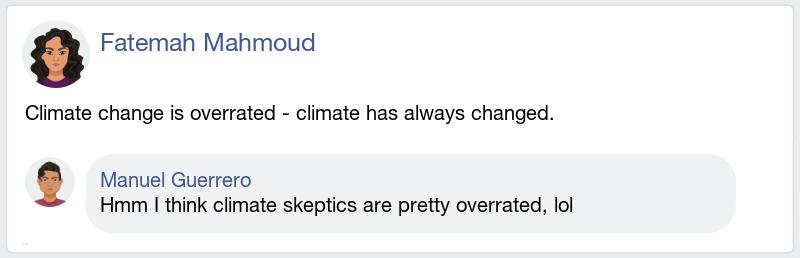 Fatemah Mahmoud
Climate change is overrated - climate has always changed.
Manuel Guerrero
Hmm I think climate skeptics are pretty overrated, lol